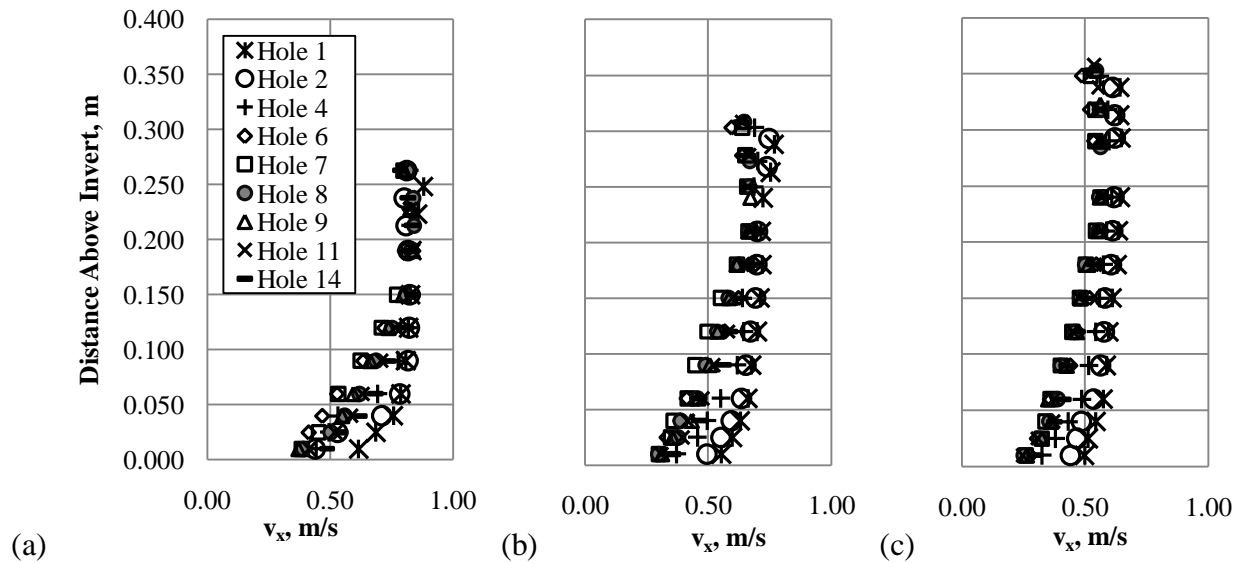 Distance Above Invert, m
0.400
0.350
0.300
0.250
0.200
0.150
0.100
0.050
0.000
Hole 1
Hole 2
Hole 4
Hole 6
Hole 7
Hole 8
Hole 9
Hole 11
Hole 14
0.00 0.50 1.00
0.00 0.50 1.00
0.00 0.50 1.00
(a) vx, m/s
(b) vx, m/s
(c) vx, m/s